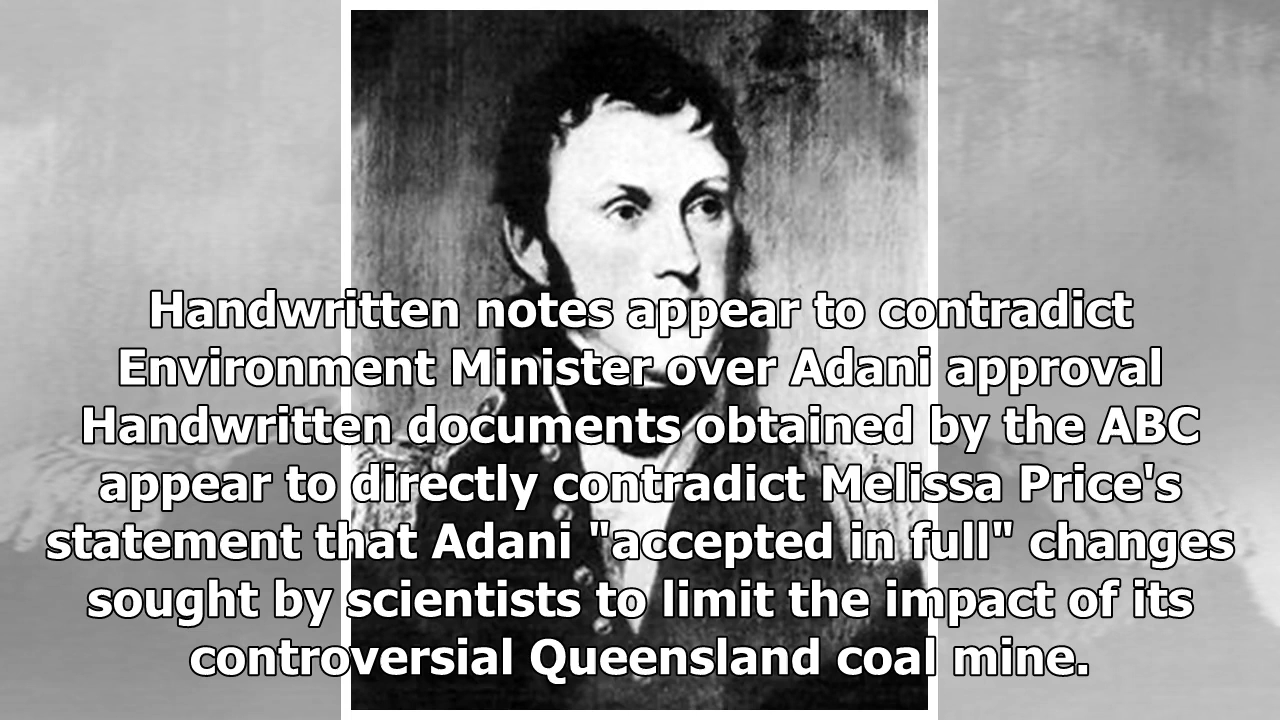 Handwritten notes appear to contradict
Environment Minister over Adani approval
Handwritten documents obtained by the ABC
appear to directly contradict Melissa Price's
statement that Adani "accepted in full" changes
sought by scientists to limit the impact of its
controversial Queensland coal mine.